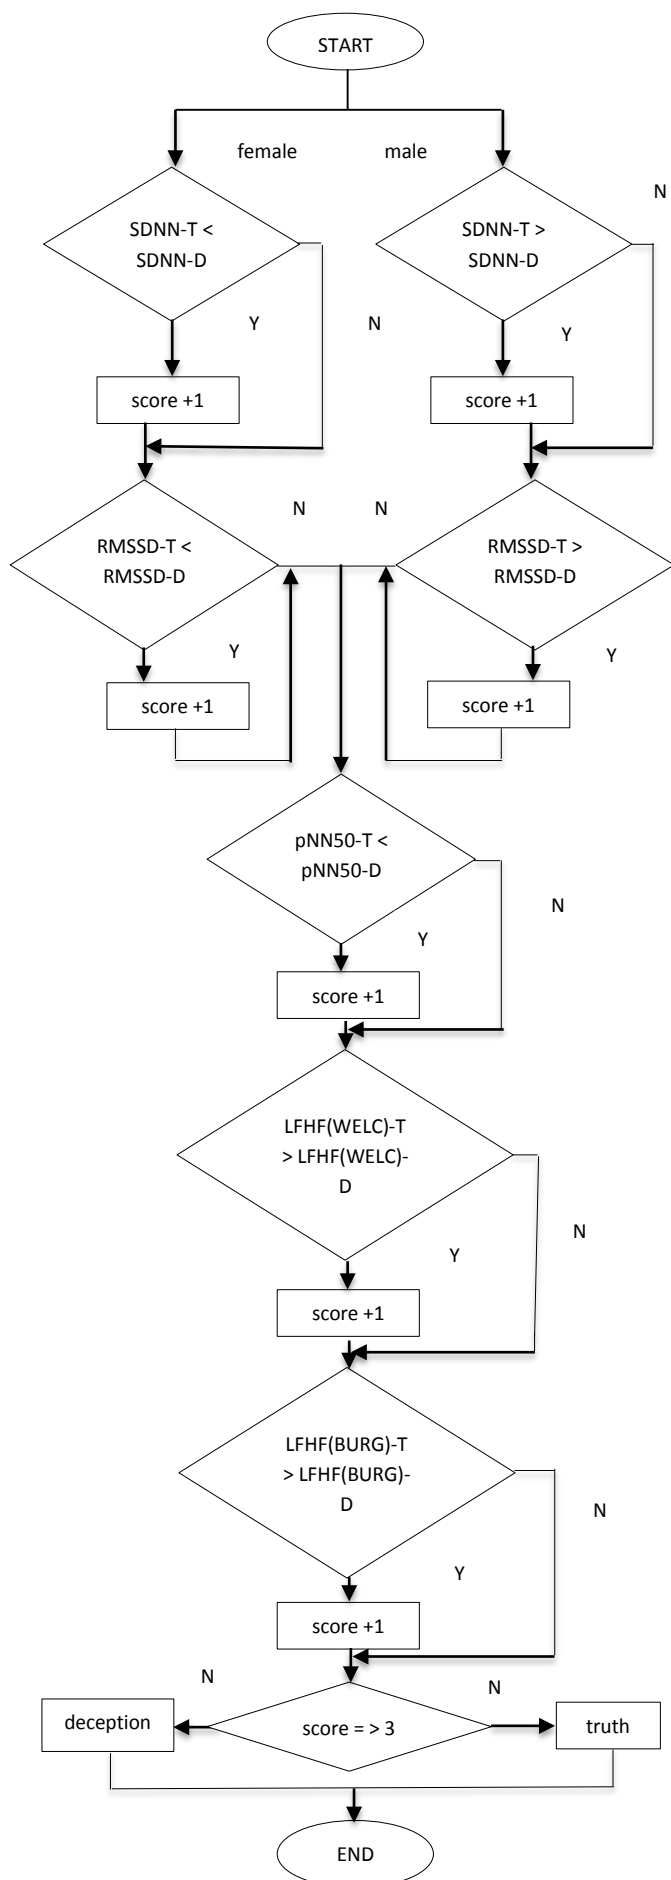 START
female
male
N
SDNN-T <
SDNN-D
SDNN-T >
SDNN-D
Y
N
Y
score +1
score +1
N
N
RMSSD-T <
RMSSD-D
RMSSD-T >
RMSSD-D
Y
Y
score +1
score +1
pNN50-T <
pNN50-D
N
Y
score +1
LFHF(WELC)-T
> LFHF(WELC)-
D
N
Y
score +1
LFHF(BURG)-T
> LFHF(BURG)-
D
N
Y
score +1
N
N
deception
score = > 3
truth
END